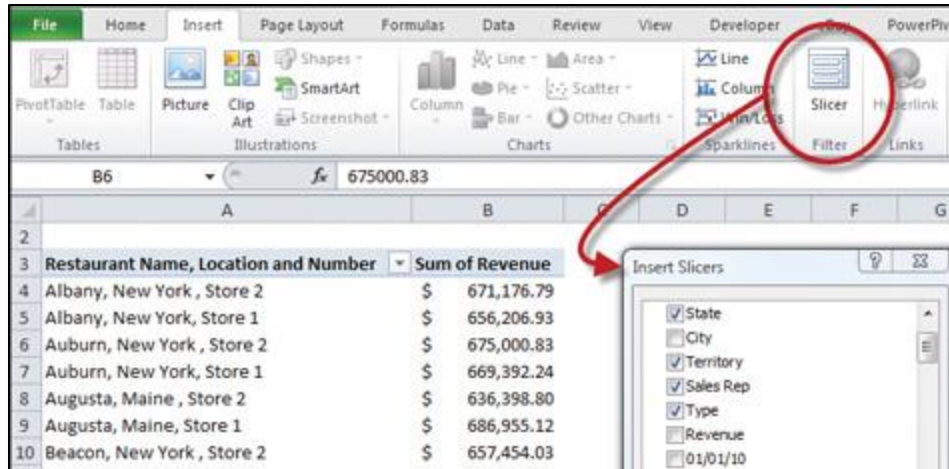 File Home Insert Page Layout Formulas Data Review View Developer PowerPiv
PivotTable Table Picture Clip Art Shapes SmartArt Screenshot Column Line Pie Bar Area Scatter Other Charts Line Column Win/Loss Slicer Hyperlink
Tables Illustrations Charts Sparklines Filter Links
B6 fx 675000.83
A B C D E F G
2
3 Restaurant Name, Location and Number Sum of Revenue
4 Albany, New York , Store 2 $ 671,176.79
5 Albany, New York, Store 1 $ 656,206.93
6 Auburn, New York , Store 2 $ 675,000.83
7 Auburn, New York, Store 1 $ 669,392.24
8 Augusta, Maine , Store 2 $ 636,398.80
9 Augusta, Maine, Store 1 $ 686,955.12
10 Beacon, New York , Store 2 $ 657,454.03
Insert Slicers
State
City
Territory
Sales Rep
Type
Revenue
01/01/10